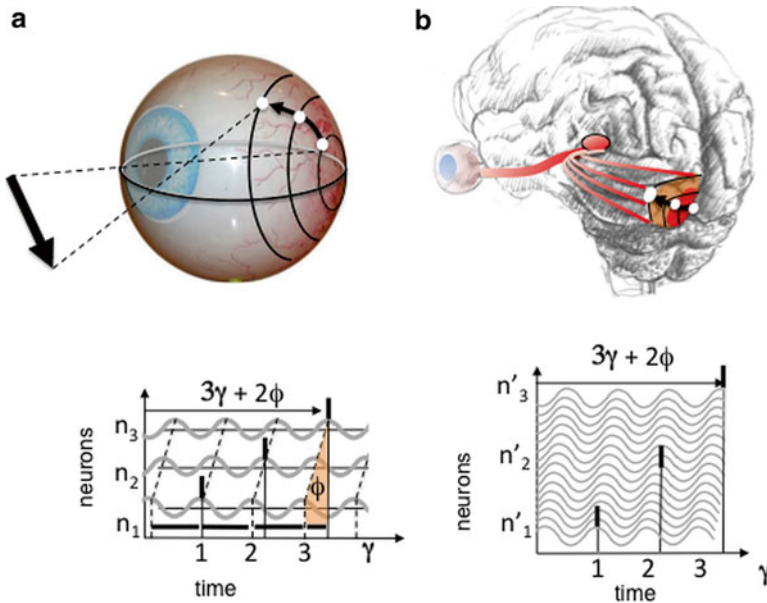 a
b
3γ + 2ϕ
n3
n2
n1
neurons
ϕ
1 2 3 γ
time
3γ + 2ϕ
n'3
n'2
n'1
neurons
1 2 3 γ
time